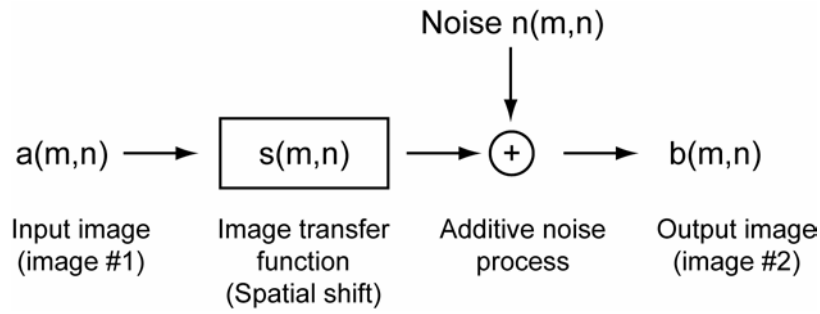 Noise n(m,n)
a(m,n)
s(m,n)
+
b(m,n)
Input image
(image #1)
Image transfer
function
(Spatial shift)
Additive noise
process
Output image
(image #2)